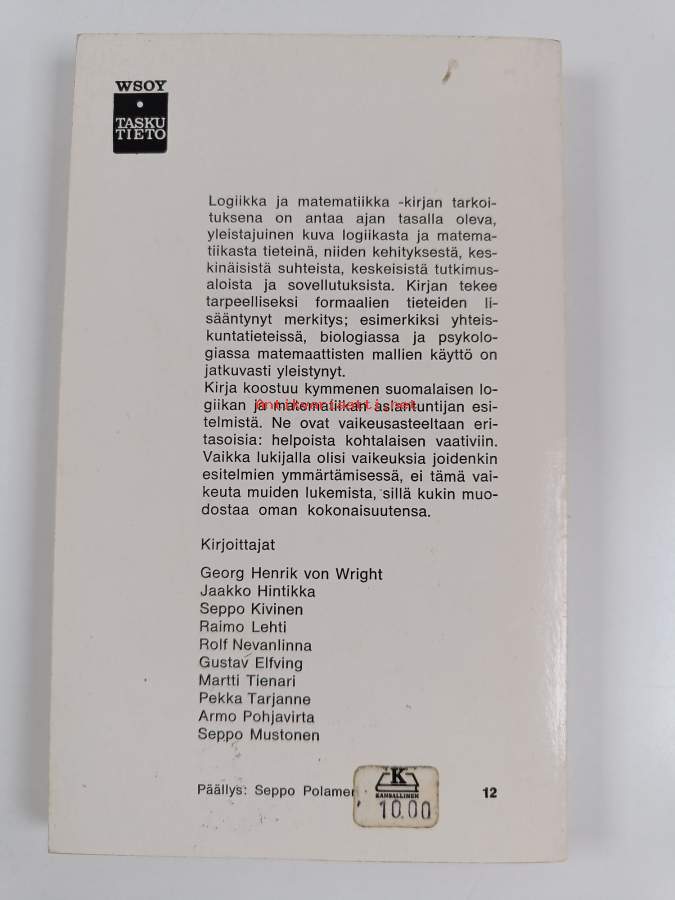 WSOY
TASKU
TIETO
Logiikka ja matematiikka -kirjan tarkoi-
tuksena on antaa ajan tasalla oleva,
yleistajuinen kuva logiikasta ja matema-
tiikasta tieteinä, niiden kehityksestä, kes-
kinäisistä suhteista, keskeisistä tutkimus-
aloista ja sovellutuksista. Kirjan tekee
tarpeelliseksi formaalien tieteiden li-
sääntynyt merkitys; esimerkiksi yhteis-
kuntatieteissä, biologiassa ja psykolo-
giassa matemaattisten mallien käyttö on
jatkuvasti yleistynyt.
Kirja koostuu kymmenen suomalaisen lo-
giikan ja matematiikan asiantuntijan esi-
Antikvariaatti.net
telmistä. Ne ovat vaikeusasteeltaan eri-
tasoisia: helpoista kohtalaisen vaativiin.
Vaikka lukijalla olisi vaikeuksia joidenkin
esitelmien ymmärtämisessä, ei tämä vai-
keuta muiden lukemista, sillä kukin muo-
dostaa oman kokonaisuutensa.
Kirjoittajat
Georg Henrik von Wright
Jaakko Hintikka
Seppo Kivinen
Raimo Lehti
Rolf Nevanlinna
Gustav Elfving
Martti Tienari
Pekka Tarjanne
Armo Pohjavirta
Seppo Mustonen
Päällys: Seppo Polamer
K
KANSALLINEN
10.00
12